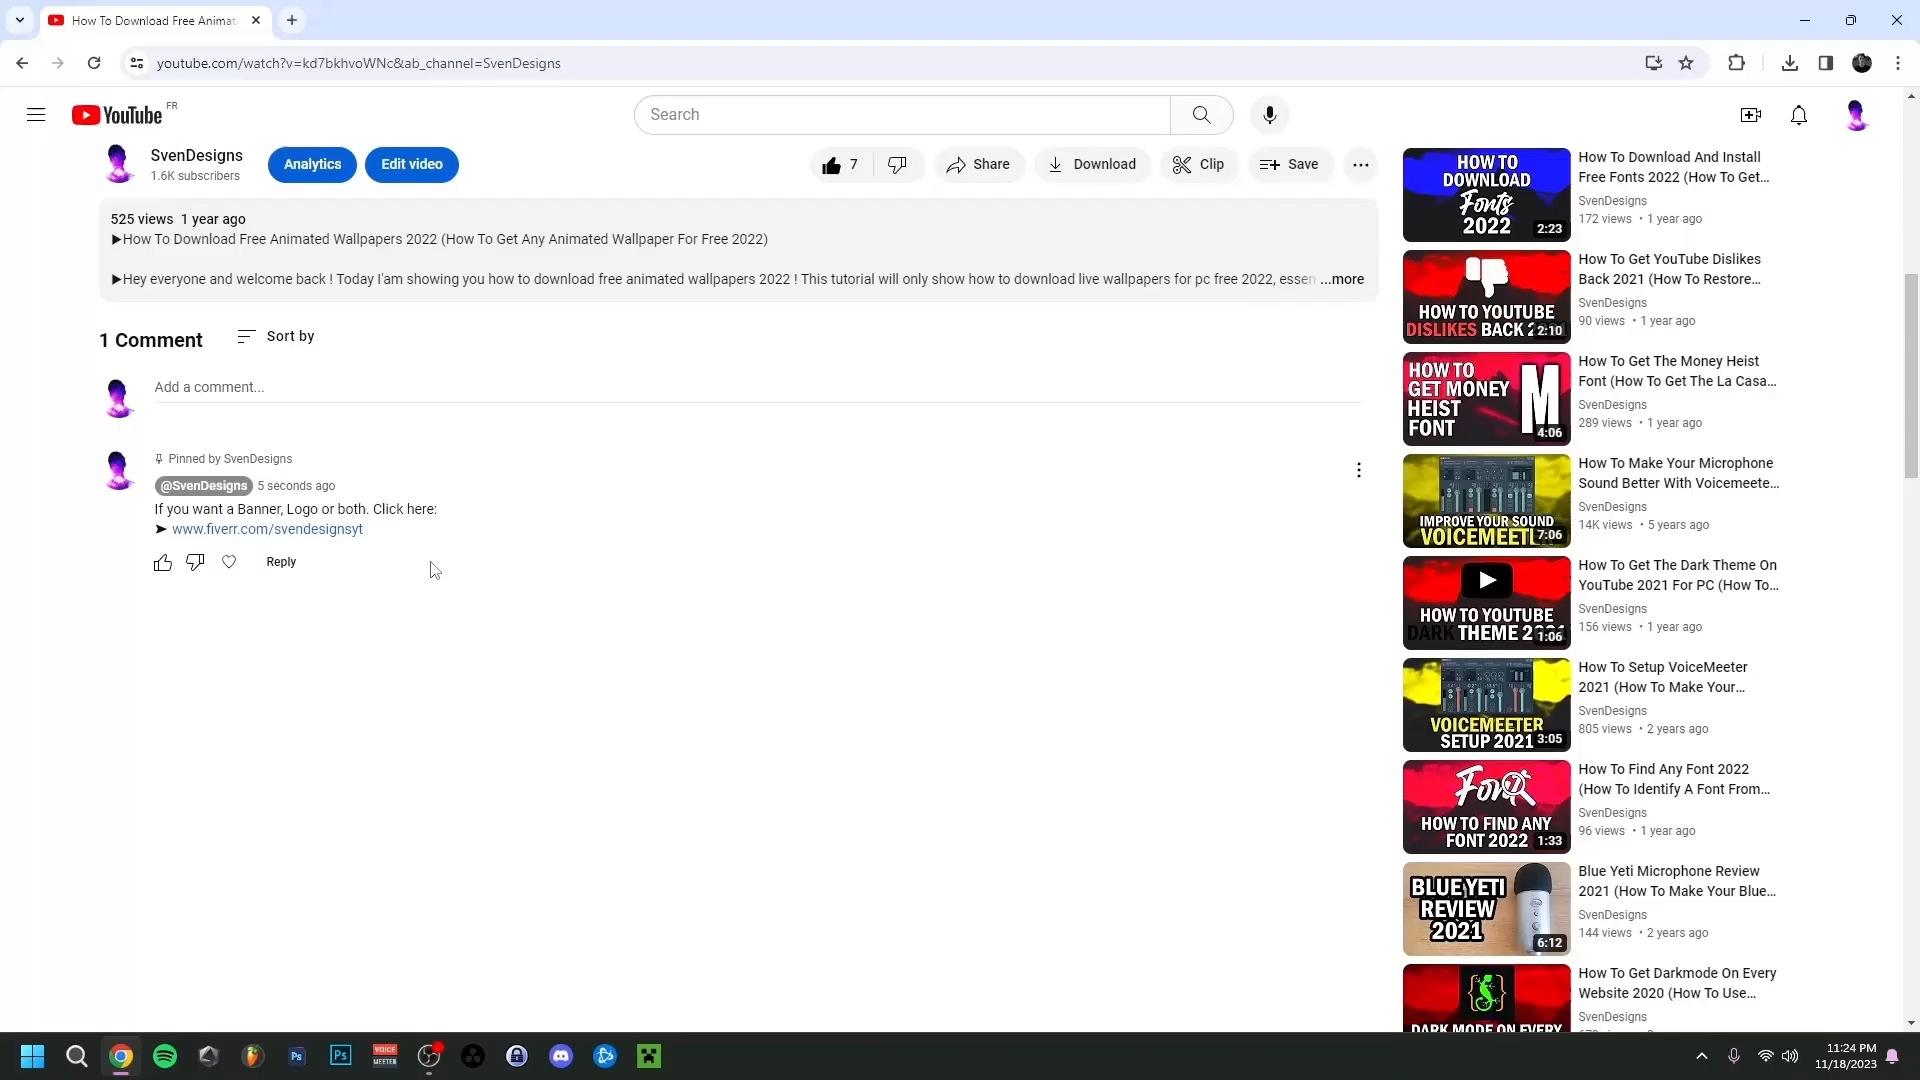 How To Download Free Animat
youtube.com/watch?v=kd7bkhvoWNc&ab_channel=SvenDesigns
YouTube FR
Search
SvenDesigns
1.6K subscribers
Analytics
Edit video
7
Share
Download
Clip
Save
525 views 1 year ago
▶How To Download Free Animated Wallpapers 2022 (How To Get Any Animated Wallpaper For Free 2022)
▶Hey everyone and welcome back ! Today I'am showing you how to download free animated wallpapers 2022 ! This tutorial will only show how to download live wallpapers for pc free 2022, essen ...more
1 Comment
Sort by
Add a comment...
Pinned by SvenDesigns
@SvenDesigns 5 seconds ago
If you want a Banner, Logo or both. Click here:
➤ www.fiverr.com/svendesignsyt
Reply
HOW TO
DOWNLOAD
Fonts
2022
2:23
How To Download And Install
Free Fonts 2022 (How To Get...
SvenDesigns
172 views • 1 year ago
HOW TO YOUTUBE
DISLIKES BACK 2
2:10
How To Get YouTube Dislikes
Back 2021 (How To Restore...
SvenDesigns
90 views • 1 year ago
HOW TO
GET MONEY
HEIST
FONT
M
4:06
How To Get The Money Heist
Font (How To Get The La Casa...
SvenDesigns
289 views • 1 year ago
IMPROVE YOUR SOUND
VOICEMEETE
7:06
How To Make Your Microphone
Sound Better With Voicemeete...
SvenDesigns
14K views • 5 years ago
HOW TO YOUTUBE
DARK THEME 2021
1:06
How To Get The Dark Theme On
YouTube 2021 For PC (How To...
SvenDesigns
156 views • 1 year ago
VOICEMEETER
SETUP 2021
3:05
How To Setup VoiceMeeter
2021 (How To Make Your...
SvenDesigns
805 views • 2 years ago
Font
HOW TO FIND ANY
FONT 2022
1:33
How To Find Any Font 2022
(How To Identify A Font From...
SvenDesigns
96 views • 1 year ago
BLUE YETI
REVIEW
2021
6:12
Blue Yeti Microphone Review
2021 (How To Make Your Blue...
SvenDesigns
144 views • 2 years ago
DARK MODE ON EVERY
How To Get Darkmode On Every
Website 2020 (How To Use...
SvenDesigns
Ps
Ps
VOICE
MEETER
11:24 PM
11/18/2023